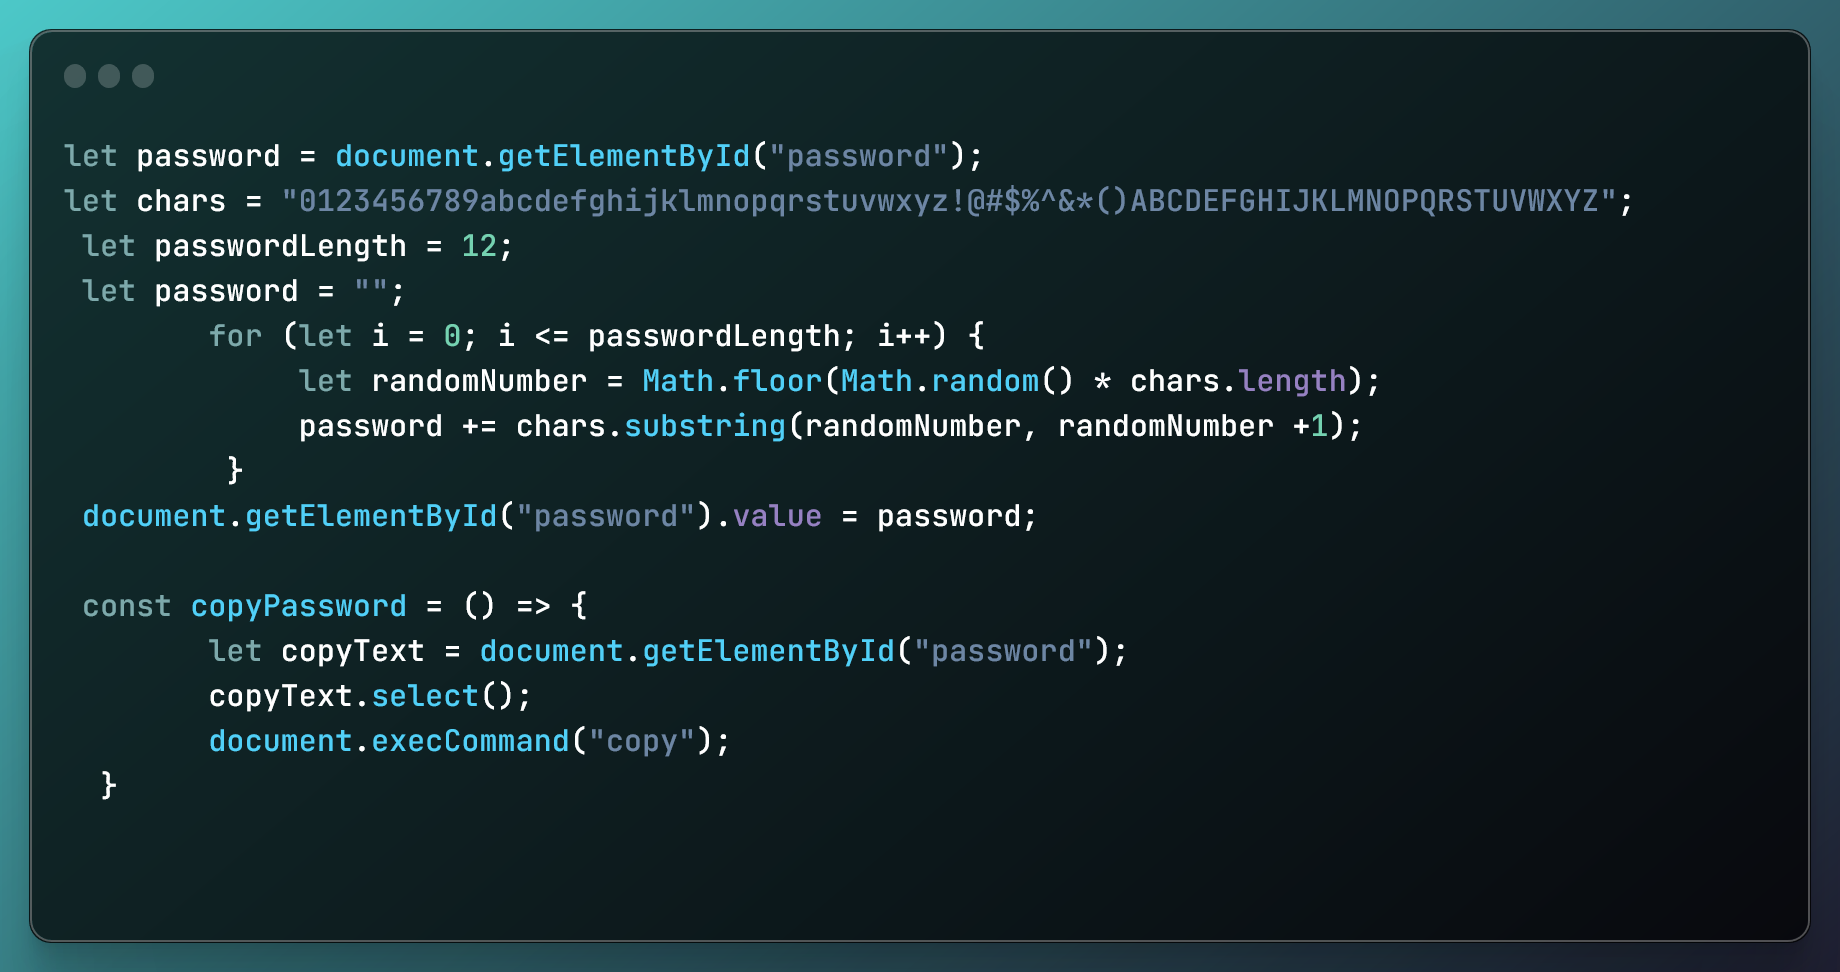 let password = document.getElementById("password");
let chars = "0123456789abcdefghijklmnopqrstuvwxyz!@#$%^&*()ABCDEFGHIJKLMNOPQRSTUVWXYZ";
 let passwordLength = 12;
 let password = "";
        for (let i = 0; i <= passwordLength; i++) {
             let randomNumber = Math.floor(Math.random() * chars.length);
             password += chars.substring(randomNumber, randomNumber +1);
         }
 document.getElementById("password").value = password;

 const copyPassword = () => {
        let copyText = document.getElementById("password");
        copyText.select();
        document.execCommand("copy");
  }